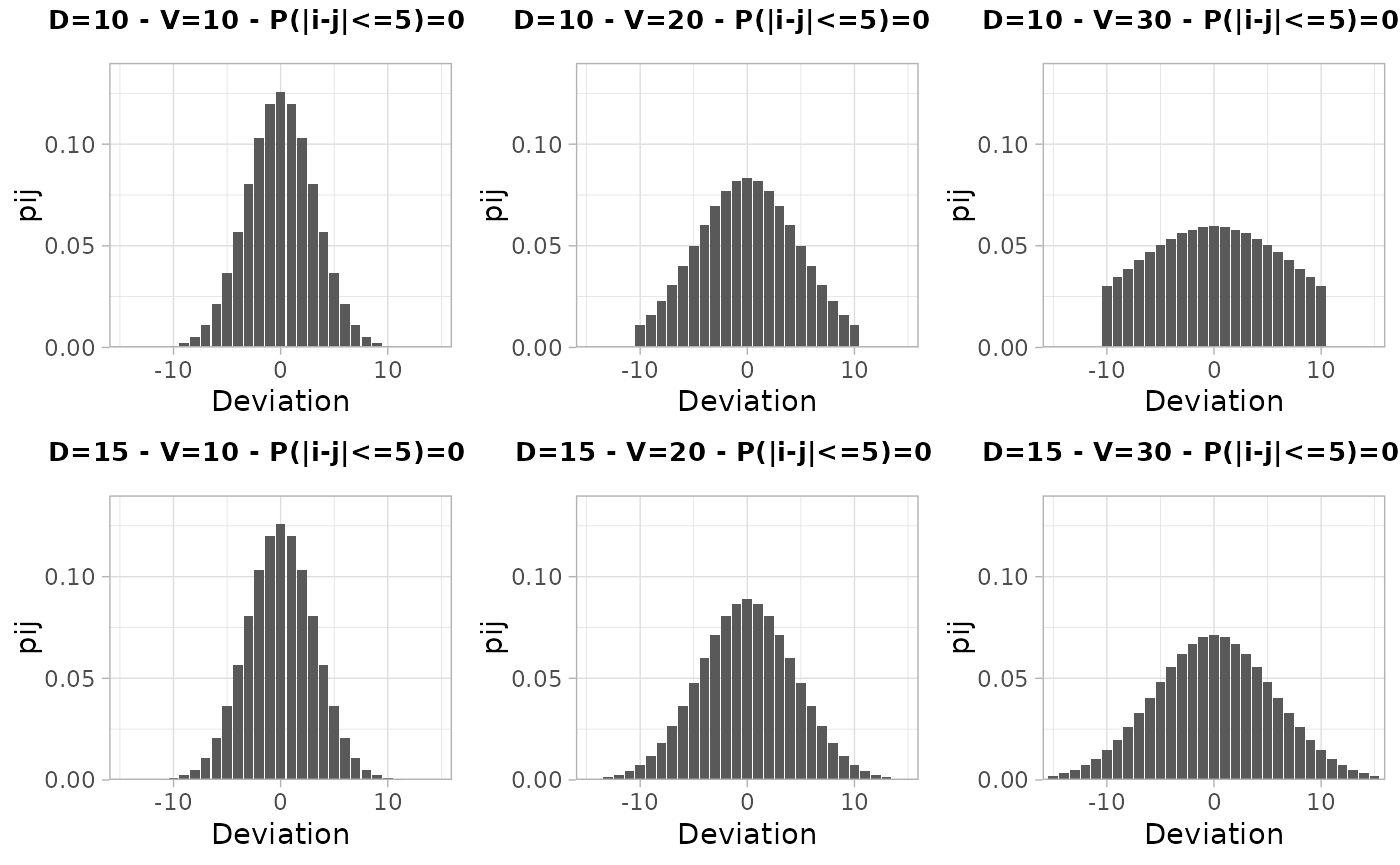 D=10 - V=10 - P(|i-j|<=5)=0
D=10 - V=20 - P(|i-j|<=5)=0
D=10 - V=30 - P(|i-j|<=5)=0
0.10
0.05
0.00
pij
-10 0 10
Deviation
0.10
0.05
0.00
pij
-10 0 10
Deviation
0.10
0.05
0.00
pij
-10 0 10
Deviation
D=15 - V=10 - P(|i-j|<=5)=0
D=15 - V=20 - P(|i-j|<=5)=0
D=15 - V=30 - P(|i-j|<=5)=0
0.10
0.05
0.00
pij
-10 0 10
Deviation
0.10
0.05
0.00
pij
-10 0 10
Deviation
0.10
0.05
0.00
pij
-10 0 10
Deviation